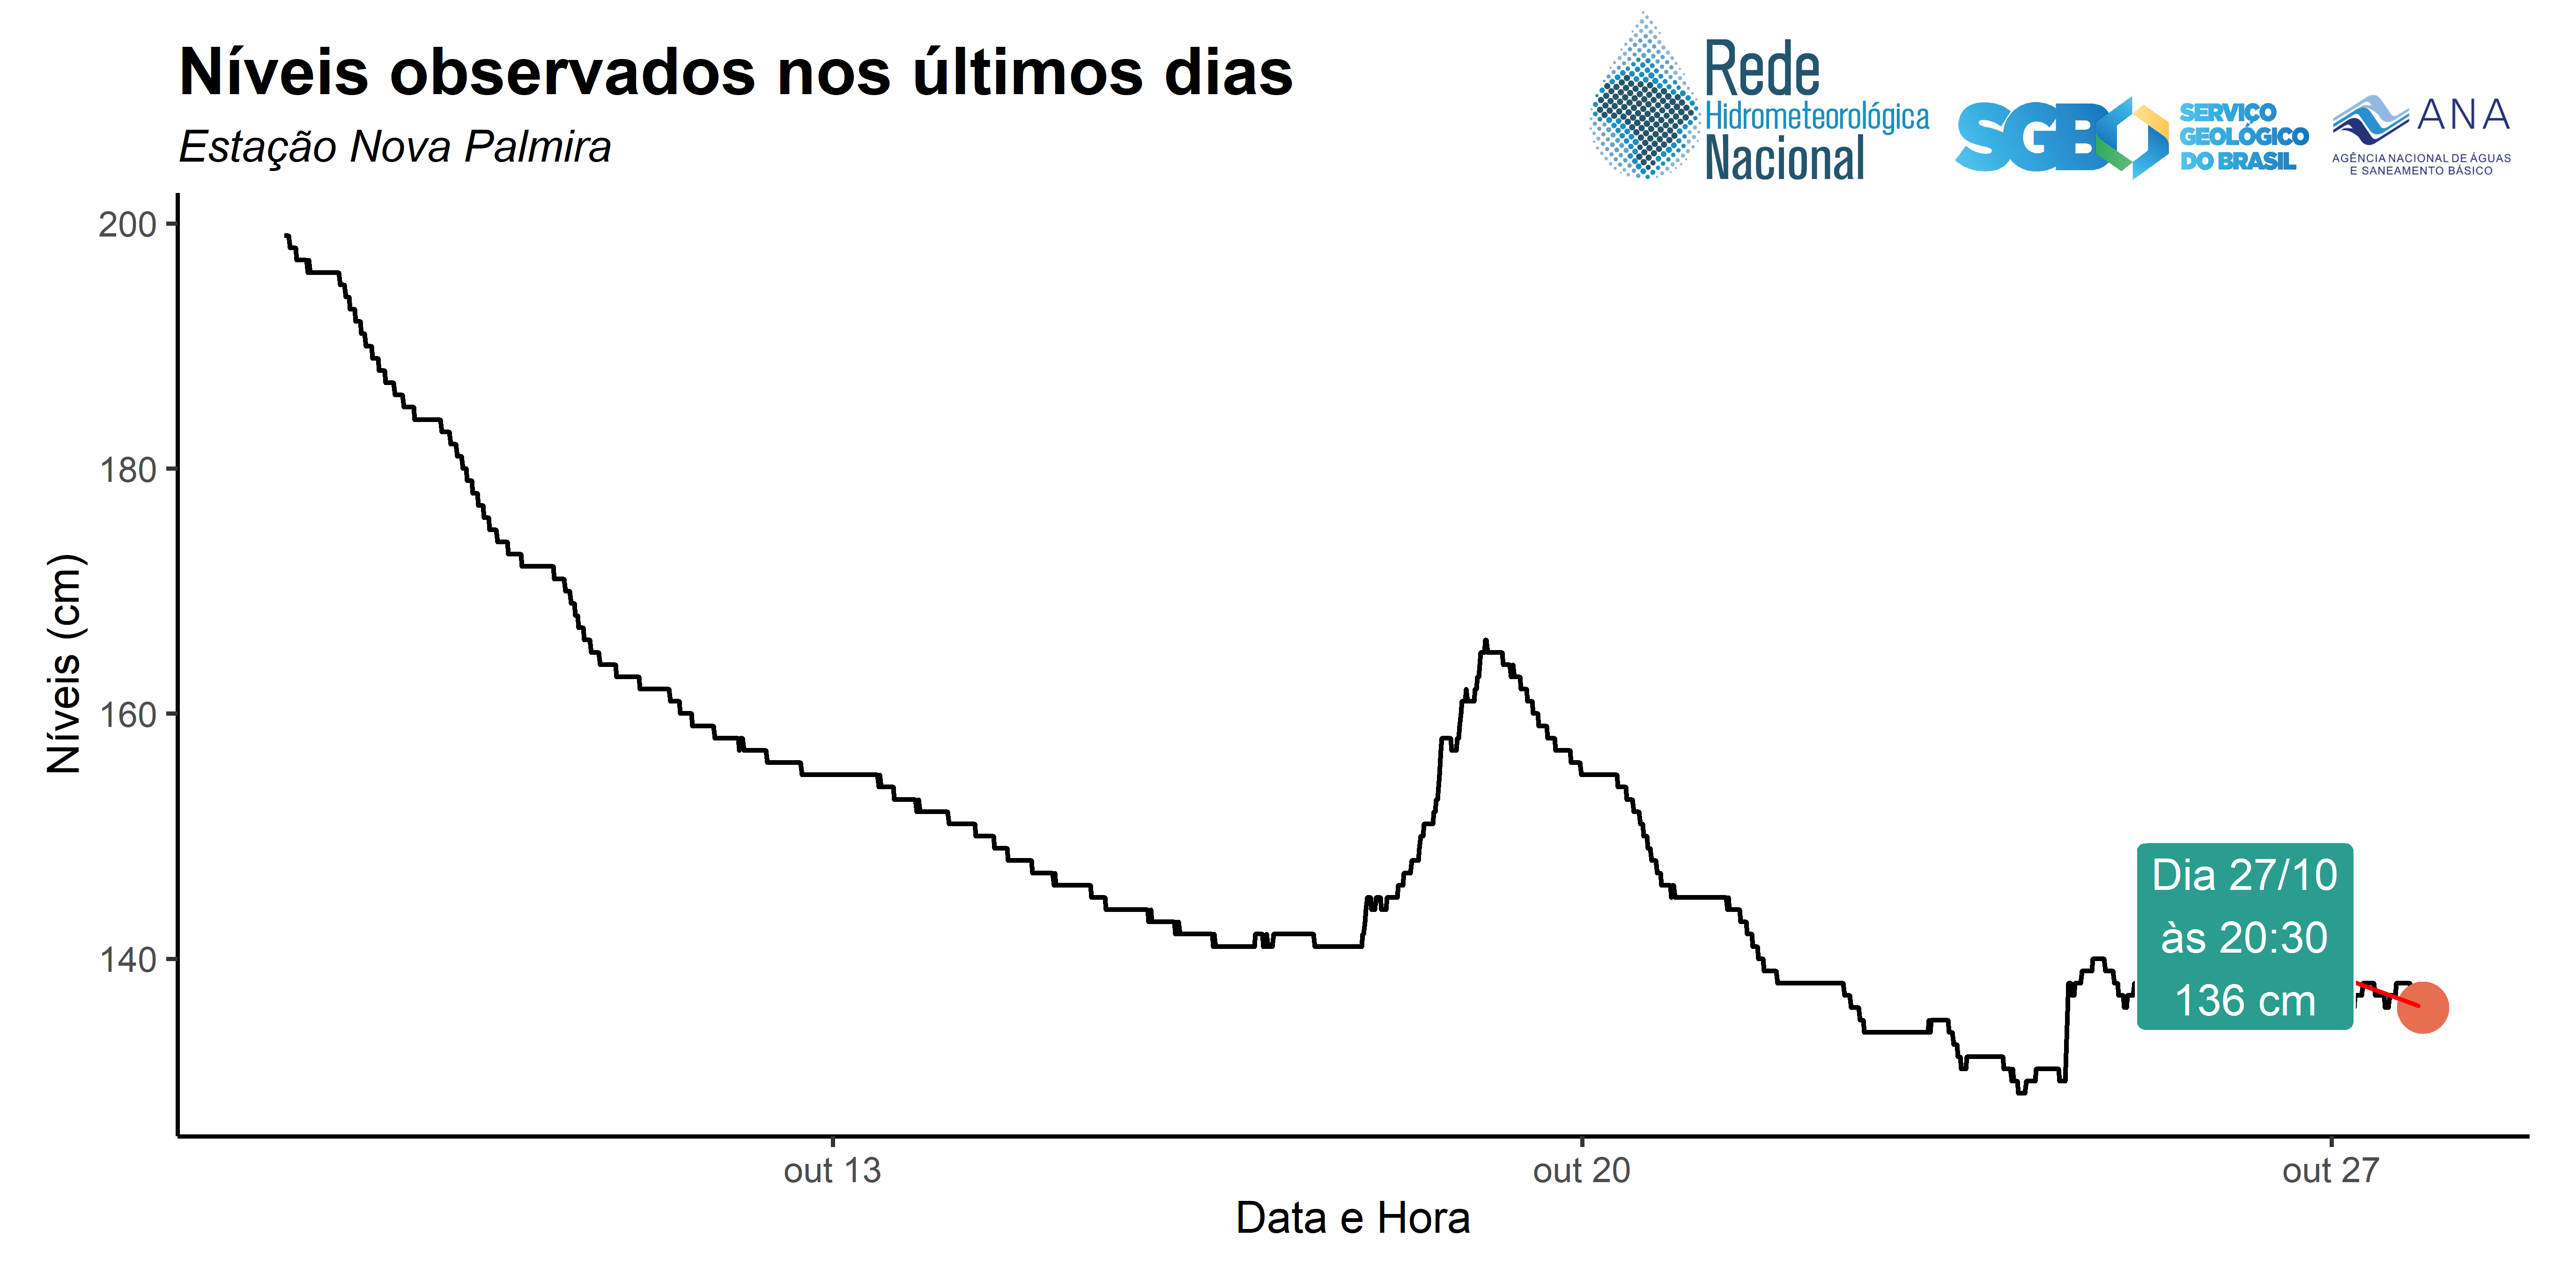 Níveis observados nos últimos dias
Estação Nova Palmira
Rede
Hidrometeorológica
Nacional
SGB
SERVIÇO
GEOLÓGICO
DO BRASIL
ANA
AGÊNCIA NACIONAL DE ÁGUAS
E SANEAMENTO BÁSICO
200
180
160
140
Níveis (cm)
Dia 27/10
às 20:30
136 cm
out 13
out 20
out 27
Data e Hora